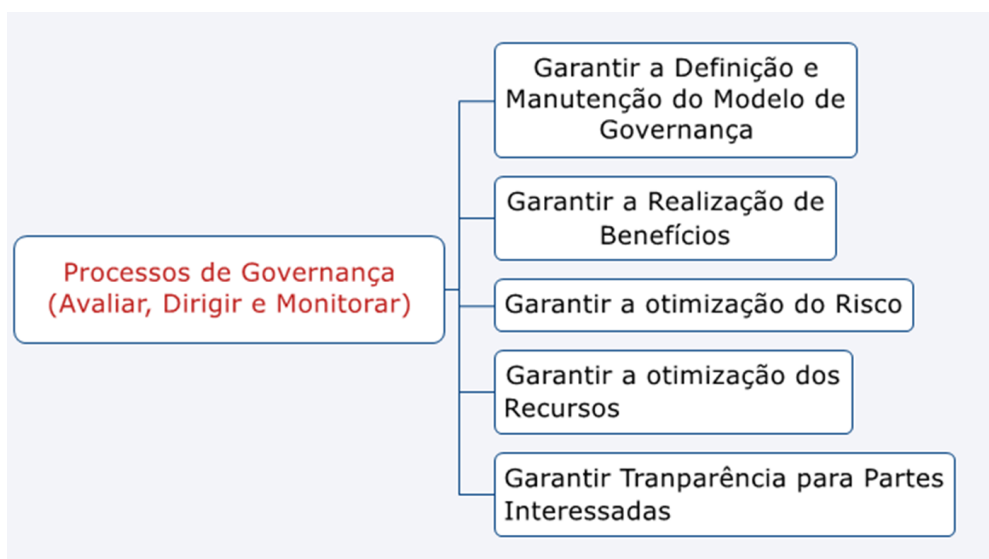 Garantir a Definição e
Manutenção do Modelo de
Governança
Garantir a Realização de
Benefícios
Processos de Governança
(Avaliar, Dirigir e Monitorar)
Garantir a otimização do Risco
Garantir a otimização dos
Recursos
Garantir Tranparência para Partes
Interessadas